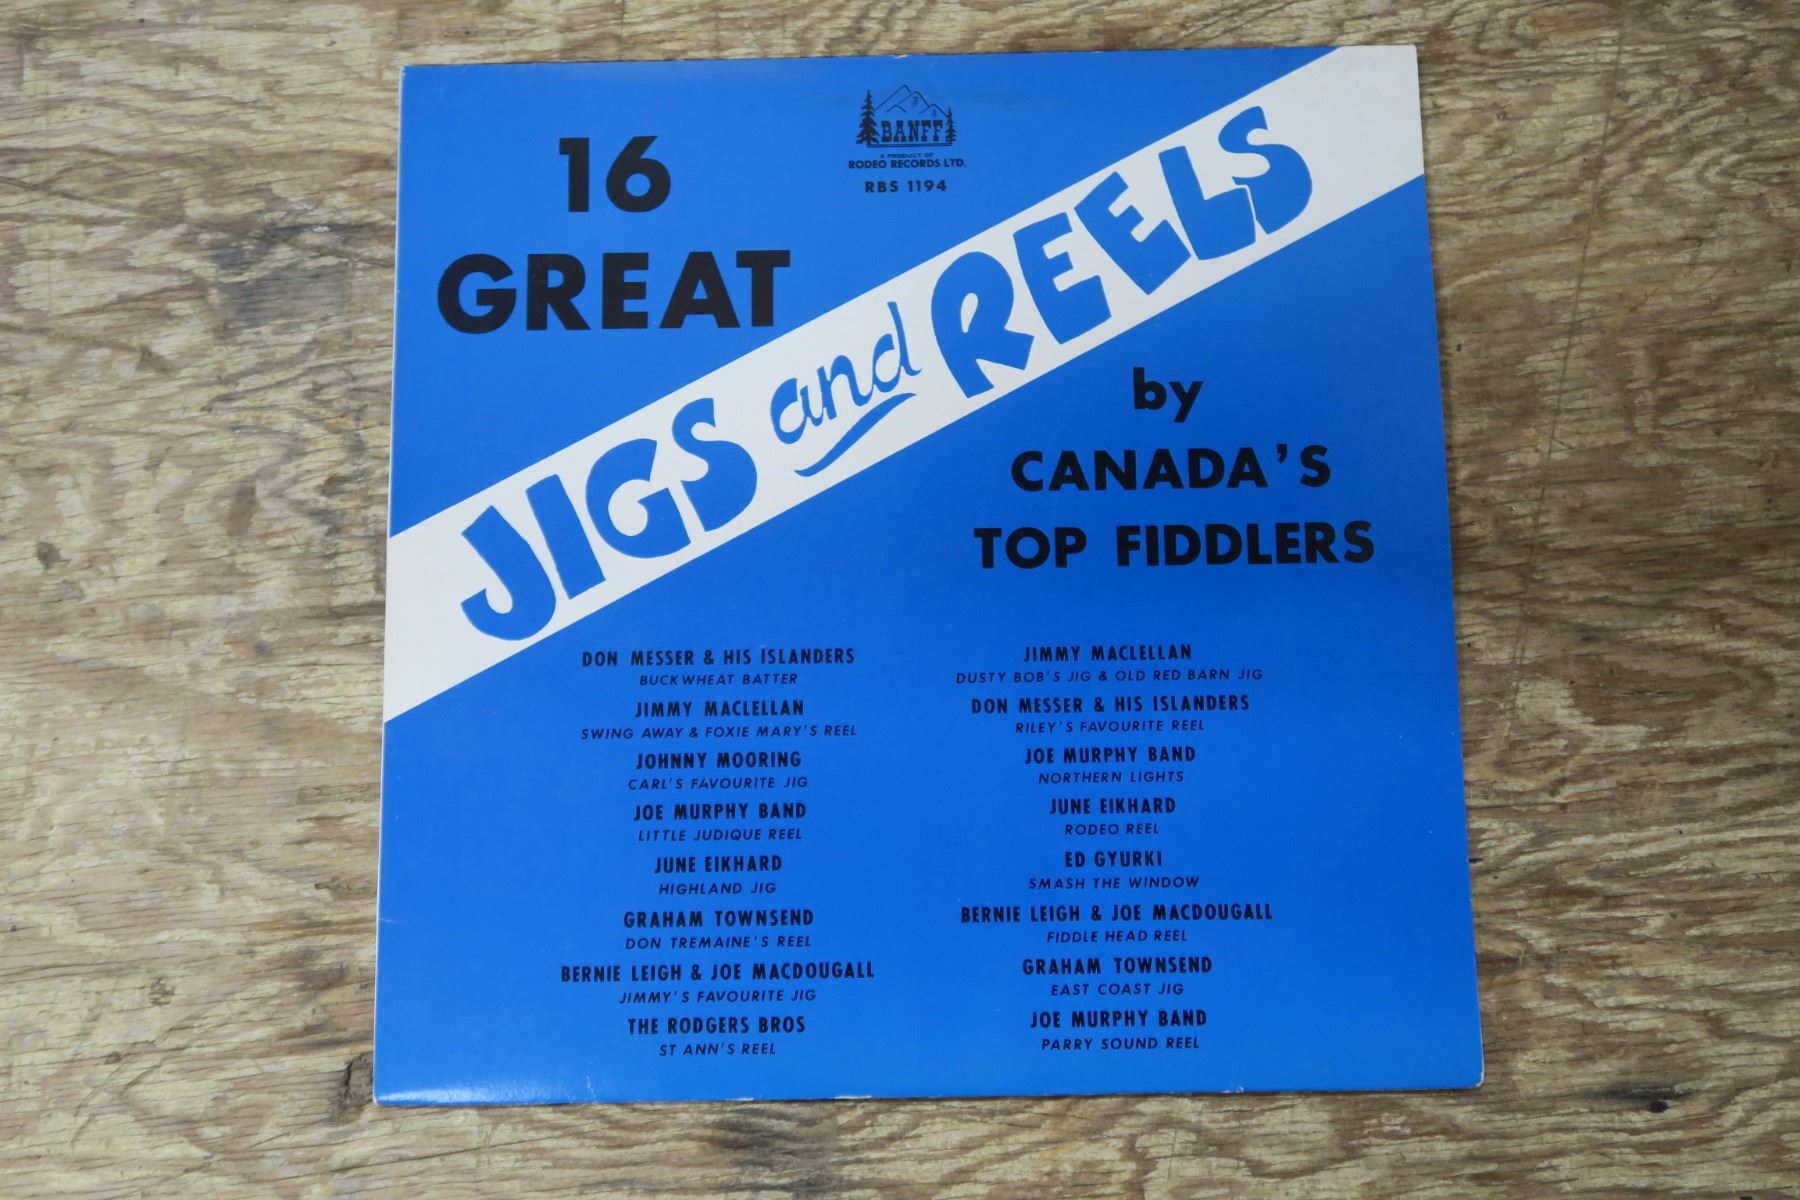 BANFF
A PRODUCT OF
RODEO RECORDS LTD.
RBS 1194
16
GREAT
JIGS and REELS
by
CANADA'S
TOP FIDDLERS
DON MESSER & HIS ISLANDERS
BUCKWHEAT BATTER
JIMMY MACLELLAN
SWING AWAY & FOXIE MARY'S REEL
JOHNNY MOORING
CARL'S FAVOURITE JIG
JOE MURPHY BAND
LITTLE JUDIQUE REEL
JUNE EIKHARD
HIGHLAND JIG
GRAHAM TOWNSEND
DON TREMAINE'S REEL
BERNIE LEIGH & JOE MACDOUGALL
JIMMY'S FAVOURITE JIG
THE RODGERS BROS
ST ANN'S REEL
JIMMY MACLELLAN
DUSTY BOB'S JIG & OLD RED BARN JIG
DON MESSER & HIS ISLANDERS
RILEY'S FAVOURITE REEL
JOE MURPHY BAND
NORTHERN LIGHTS
JUNE EIKHARD
RODEO REEL
ED GYURKI
SMASH THE WINDOW
BERNIE LEIGH & JOE MACDOUGALL
FIDDLE HEAD REEL
GRAHAM TOWNSEND
EAST COAST JIG
JOE MURPHY BAND
PARRY SOUND REEL